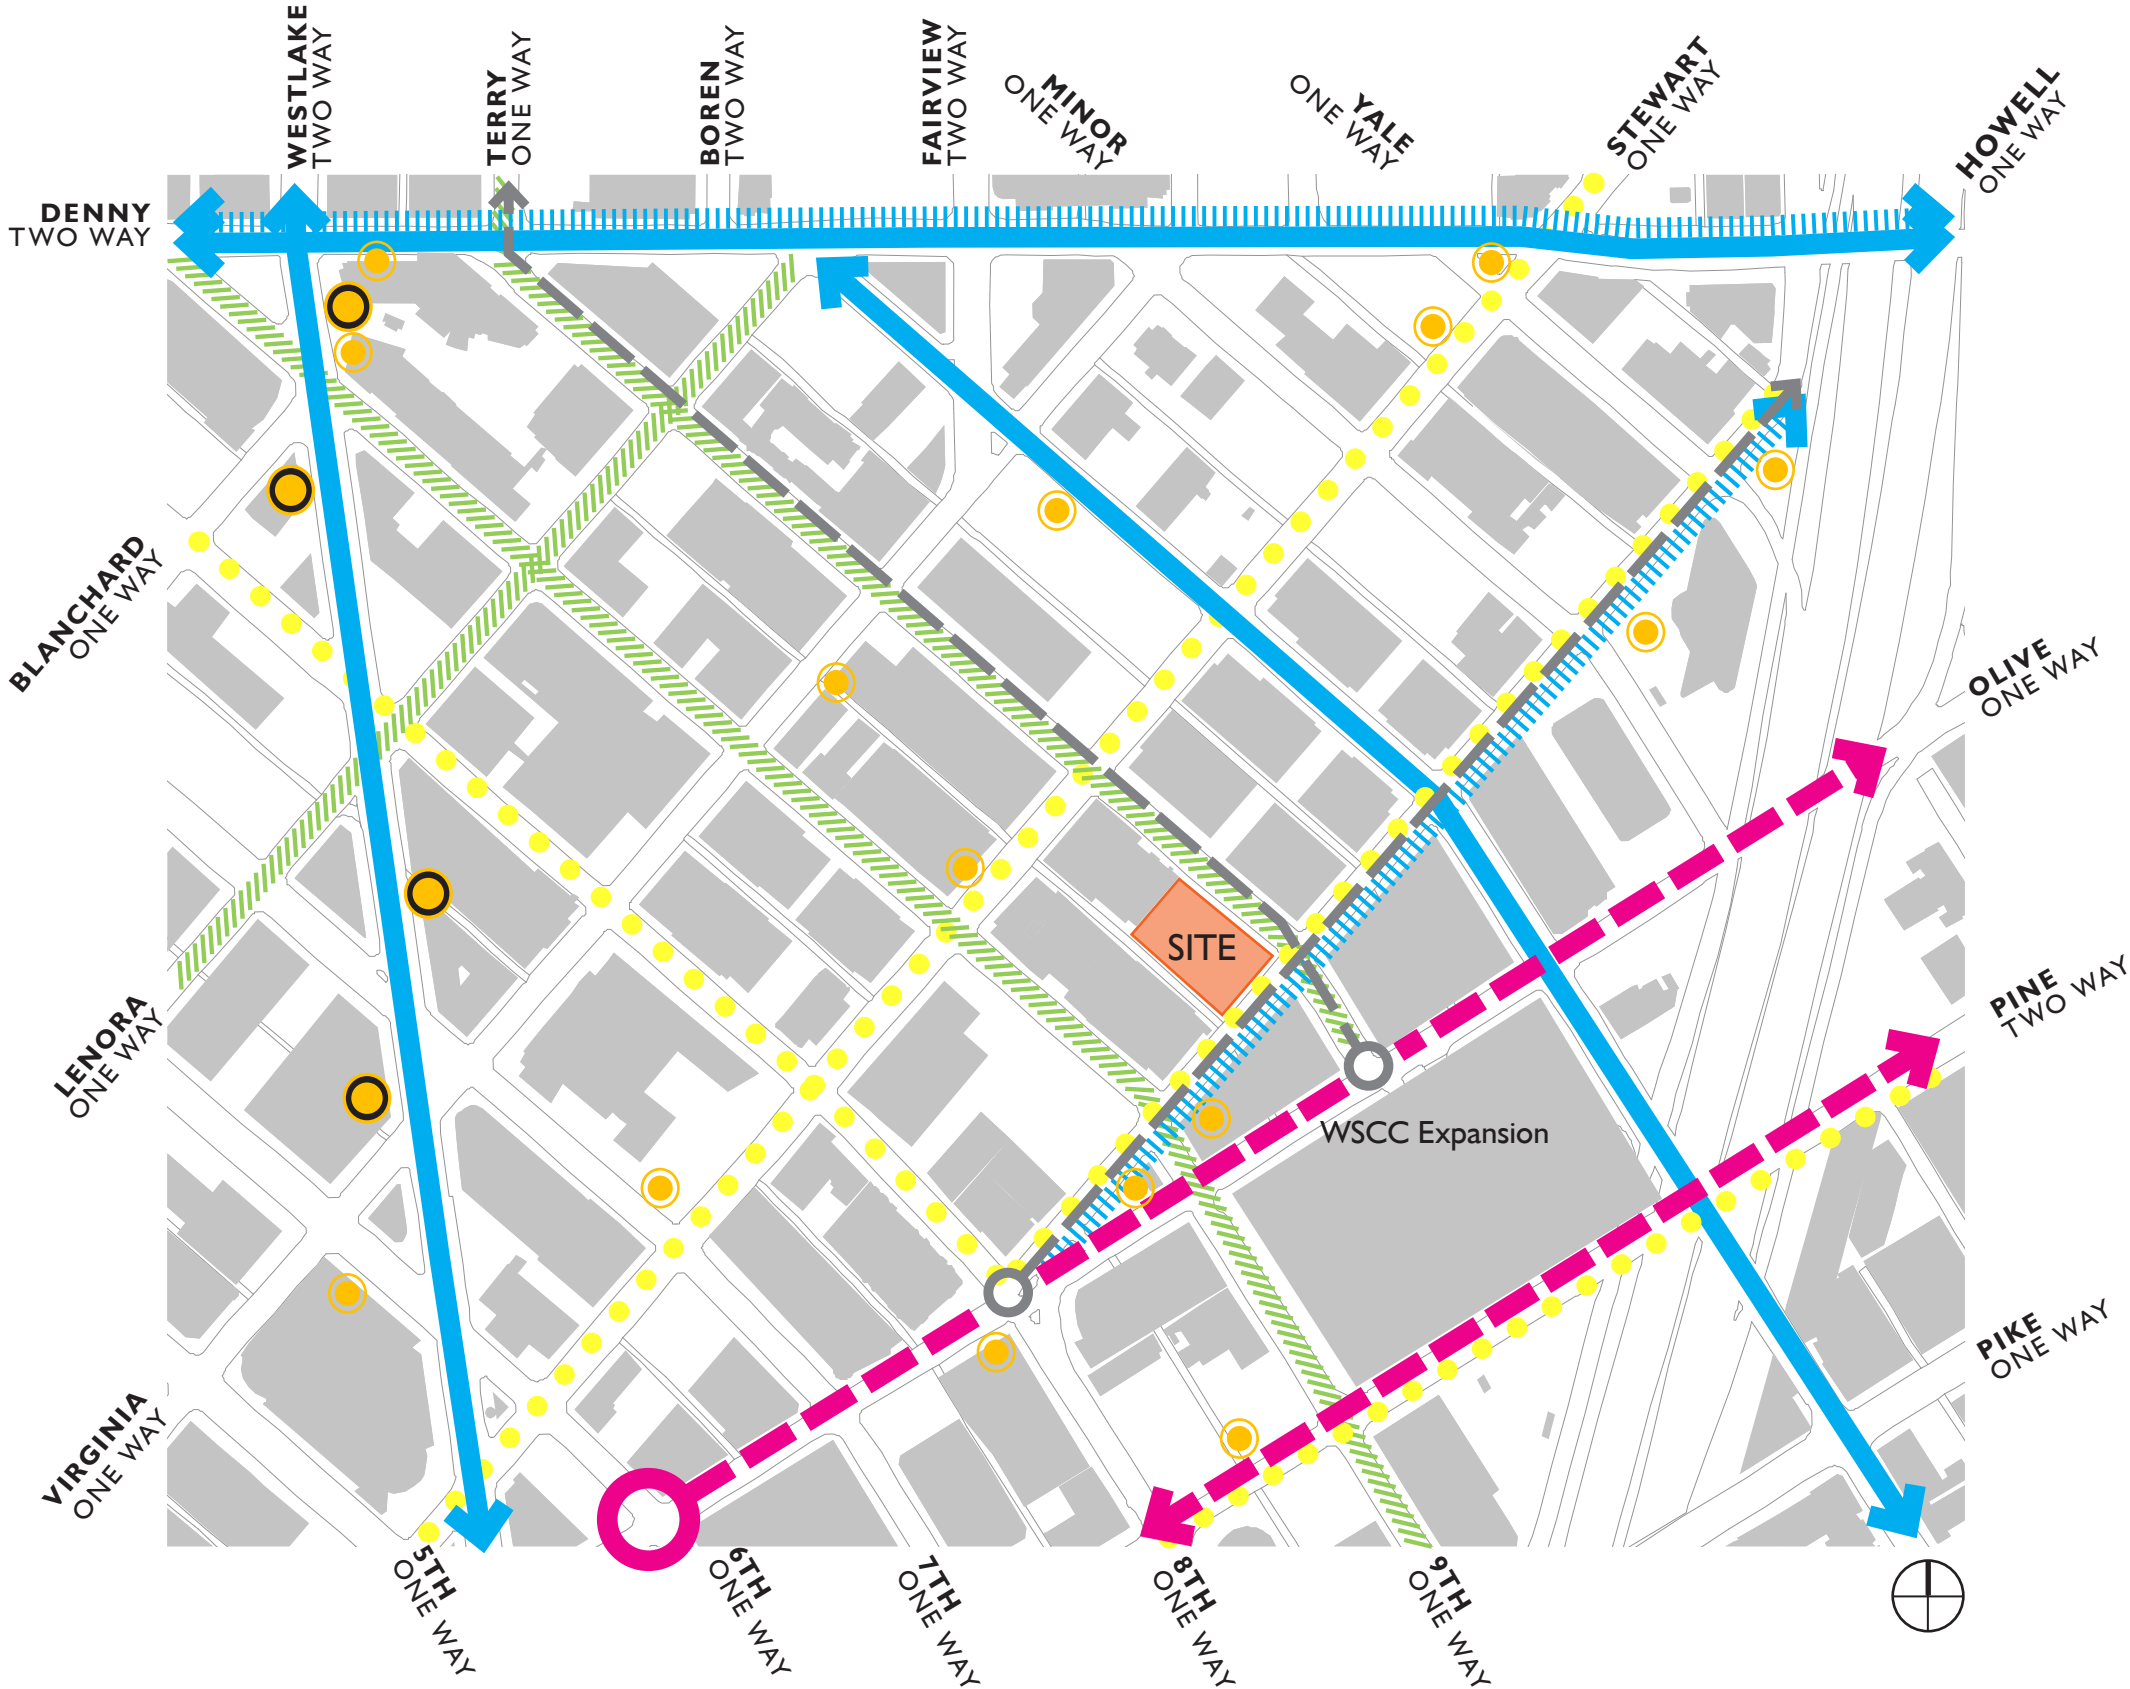 WESTLAKE
TWO WAY
TERRY
ONE WAY
BOREN
TWO WAY
FAIRVIEW
TWO WAY
MINOR
ONE WAY
YALE
ONE WAY
ONE WAY
STEWART
ONE WAY
HOWELL
ONE WAY
DENNY
TWO WAY
BLANCHARD
ONE WAY
OLIVE
ONE WAY
SITE
PINE
TWO WAY
LENORA
ONE WAY
WSCC Expansion
PIKE
ONE WAY
VIRGINIA
ONE WAY
5TH
ONE WAY
6TH
ONE WAY
7TH
ONE WAY
8TH
ONE WAY
9TH
ONE WAY